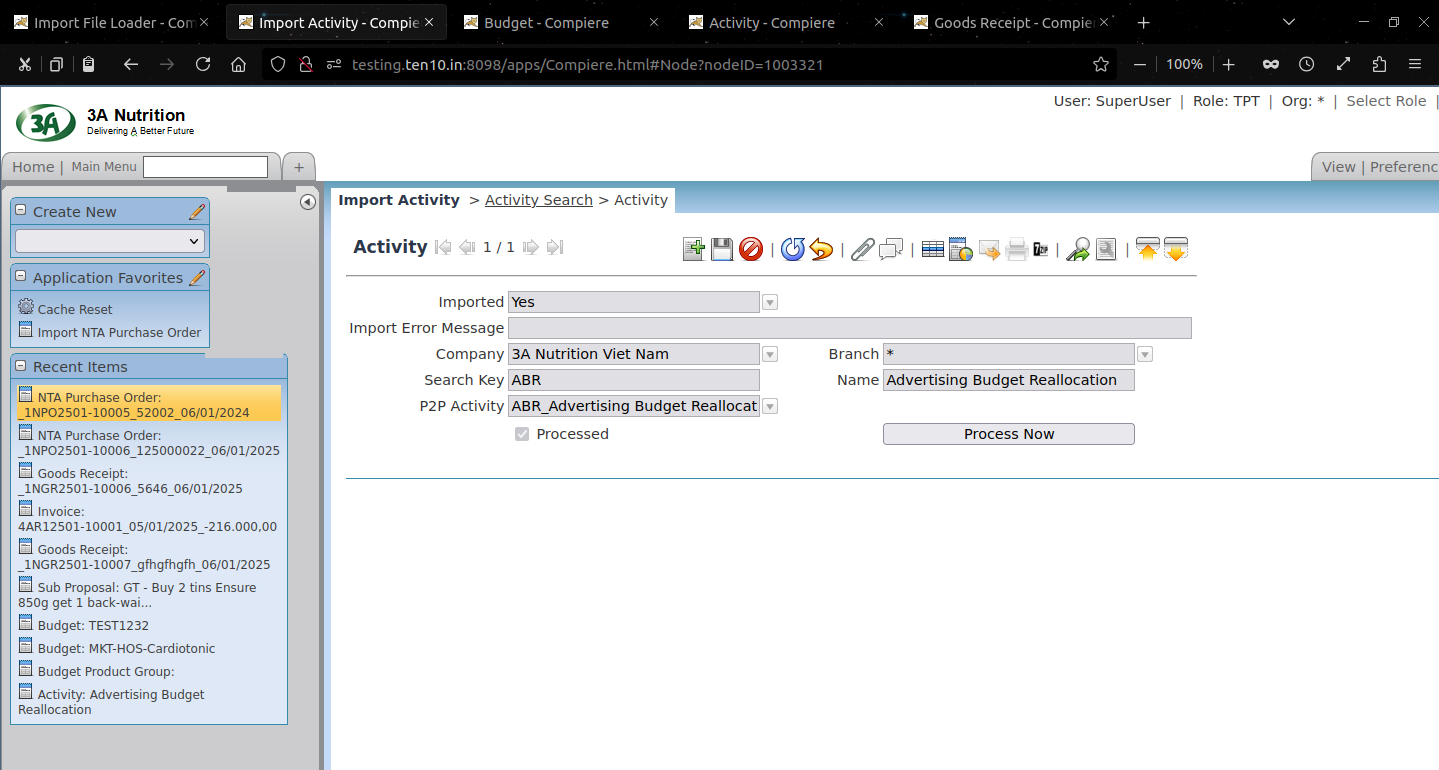 Import File Loader - Com
Import Activity - Compie
Budget - Compiere
Activity - Compiere
Goods Receipt - Compie
testing.ten10.in:8098/apps/Compiere.html#Node?nodeID=1003321
100%
3A
3A Nutrition
Delivering A Better Future
User: SuperUser | Role: TPT | Org: * | Select Role |
Home | Main Menu
+
View | Preferenc
Create New
Application Favorites
Cache Reset
Import NTA Purchase Order
Recent Items
NTA Purchase Order:
_1NPO2501-10005_52002_06/01/2024
NTA Purchase Order:
_1NPO2501-10006_125000022_06/01/2025
Goods Receipt:
_1NGR2501-10006_5646_06/01/2025
Invoice:
4AR12501-10001_05/01/2025_-216.000,00
Goods Receipt:
_1NGR2501-10007_gfhgfhgfh_06/01/2025
Sub Proposal: GT - Buy 2 tins Ensure
850g get 1 back-wai...
Budget: TEST1232
Budget: MKT-HOS-Cardiotonic
Budget Product Group:
Activity: Advertising Budget
Reallocation
Import Activity > Activity Search > Activity
Activity 1 / 1
Imported Yes
Import Error Message
Company 3A Nutrition Viet Nam
Branch *
Search Key ABR
Name Advertising Budget Reallocation
P2P Activity ABR_Advertising Budget Reallocat
Processed
Process Now